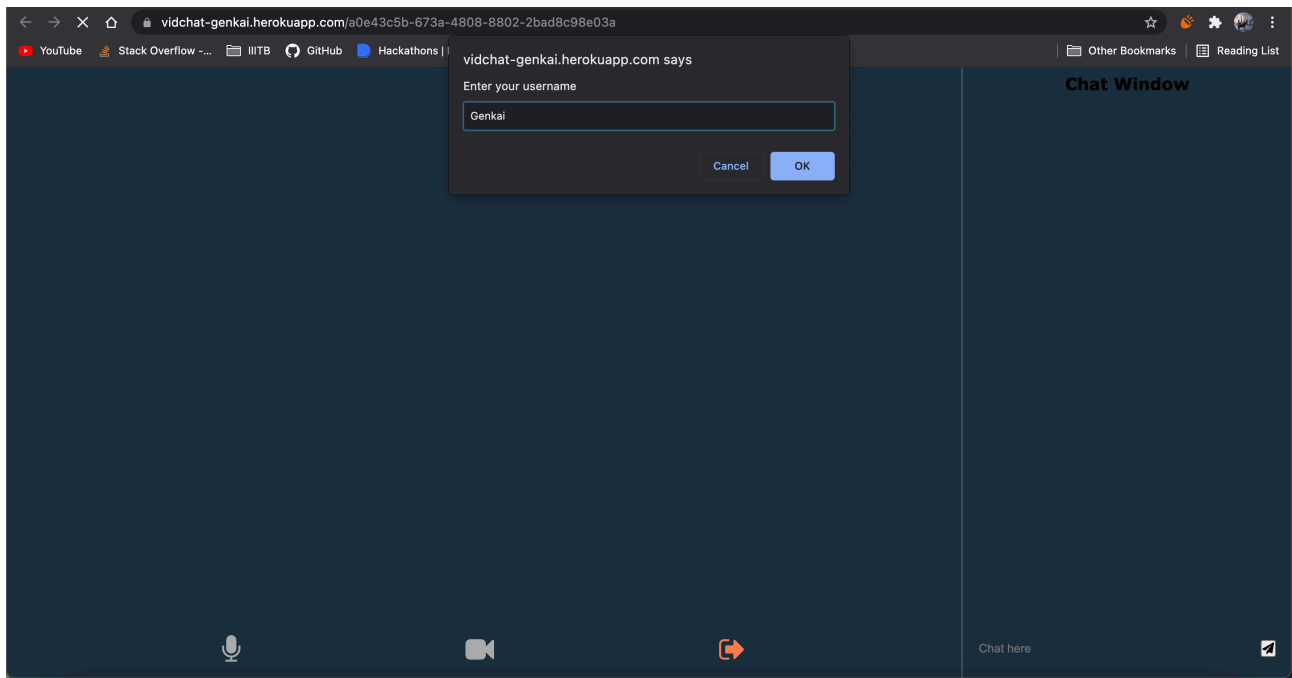 vidchat-genkai.herokuapp.com/a0e43c5b-673a-4808-8802-2bad8c98e03a
YouTube Stack Overflow -... IIITB GitHub Hackathons | Other Bookmarks Reading List
vidchat-genkai.herokuapp.com says
Enter your username
Genkai
Cancel OK
Chat Window
Chat here